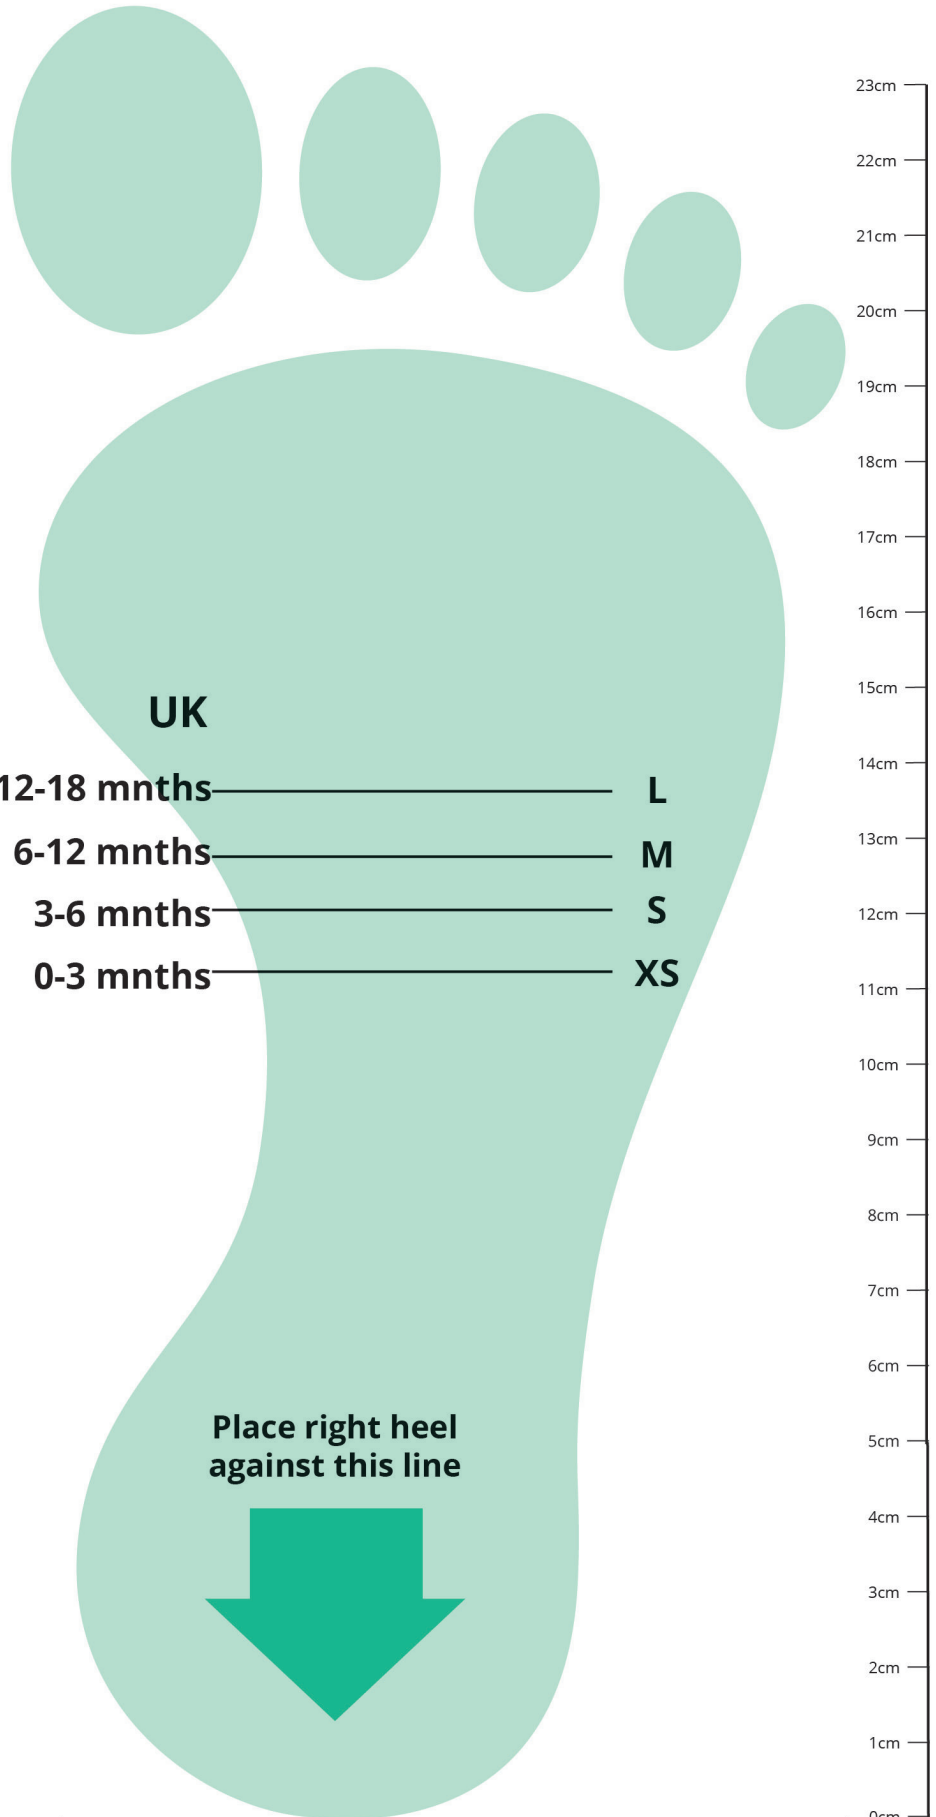 23cm
22cm
21cm
20cm
19cm
18cm
17cm
16cm
15cm
UK
14cm
12-18 mnths L
13cm
6-12 mnths M
3-6 mnths S
12cm
0-3 mnths XS
11cm
10cm
9cm
8cm
7cm
6cm
Place right heel
5cm
against this line
4cm
3cm
2cm
1cm
0cm